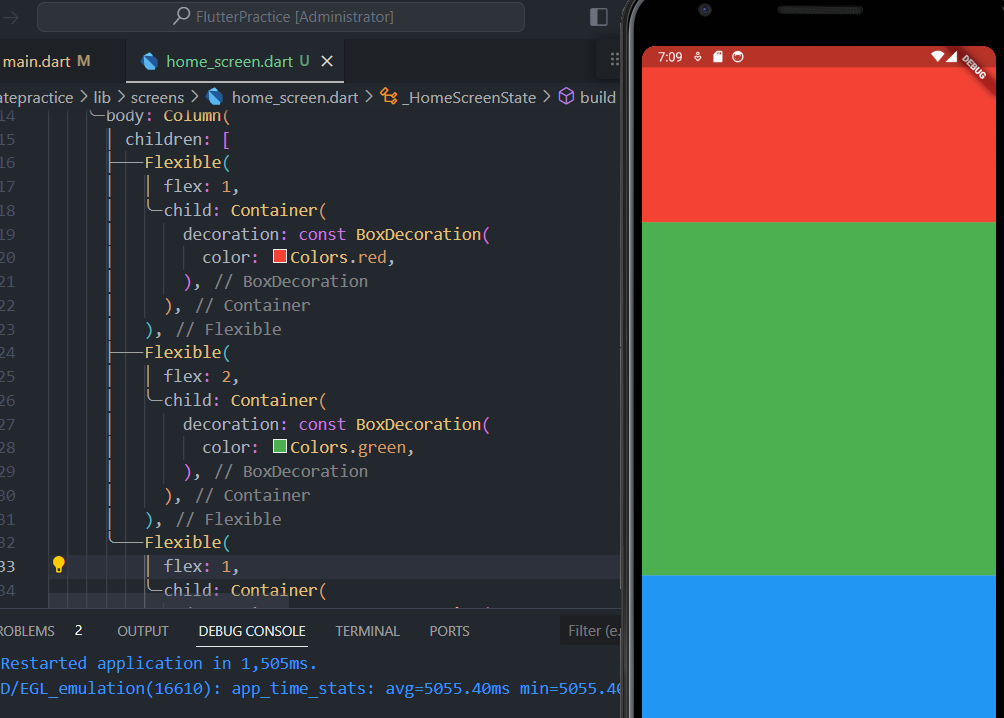 FlutterPractice [Administrator]
main.dart M
home_screen.dart U
atepractice > lib > screens > home_screen.dart > _HomeScreenState > build
14 body: Column(
15 children: [
16 Flexible(
17 flex: 1,
18 child: Container(
19 decoration: const BoxDecoration(
20 color: Colors.red,
21 ), // BoxDecoration
22 ), // Container
23 ), // Flexible
24 Flexible(
25 flex: 2,
26 child: Container(
27 decoration: const BoxDecoration(
28 color: Colors.green,
29 ), // BoxDecoration
30 ), // Container
31 ), // Flexible
32 Flexible(
33 flex: 1,
34 child: Container(
ROBLEMS 2 OUTPUT DEBUG CONSOLE TERMINAL PORTS Filter (e.
Restarted application in 1,505ms.
D/EGL_emulation(16610): app_time_stats: avg=5055.40ms min=5055.40
7:09
DEBUG